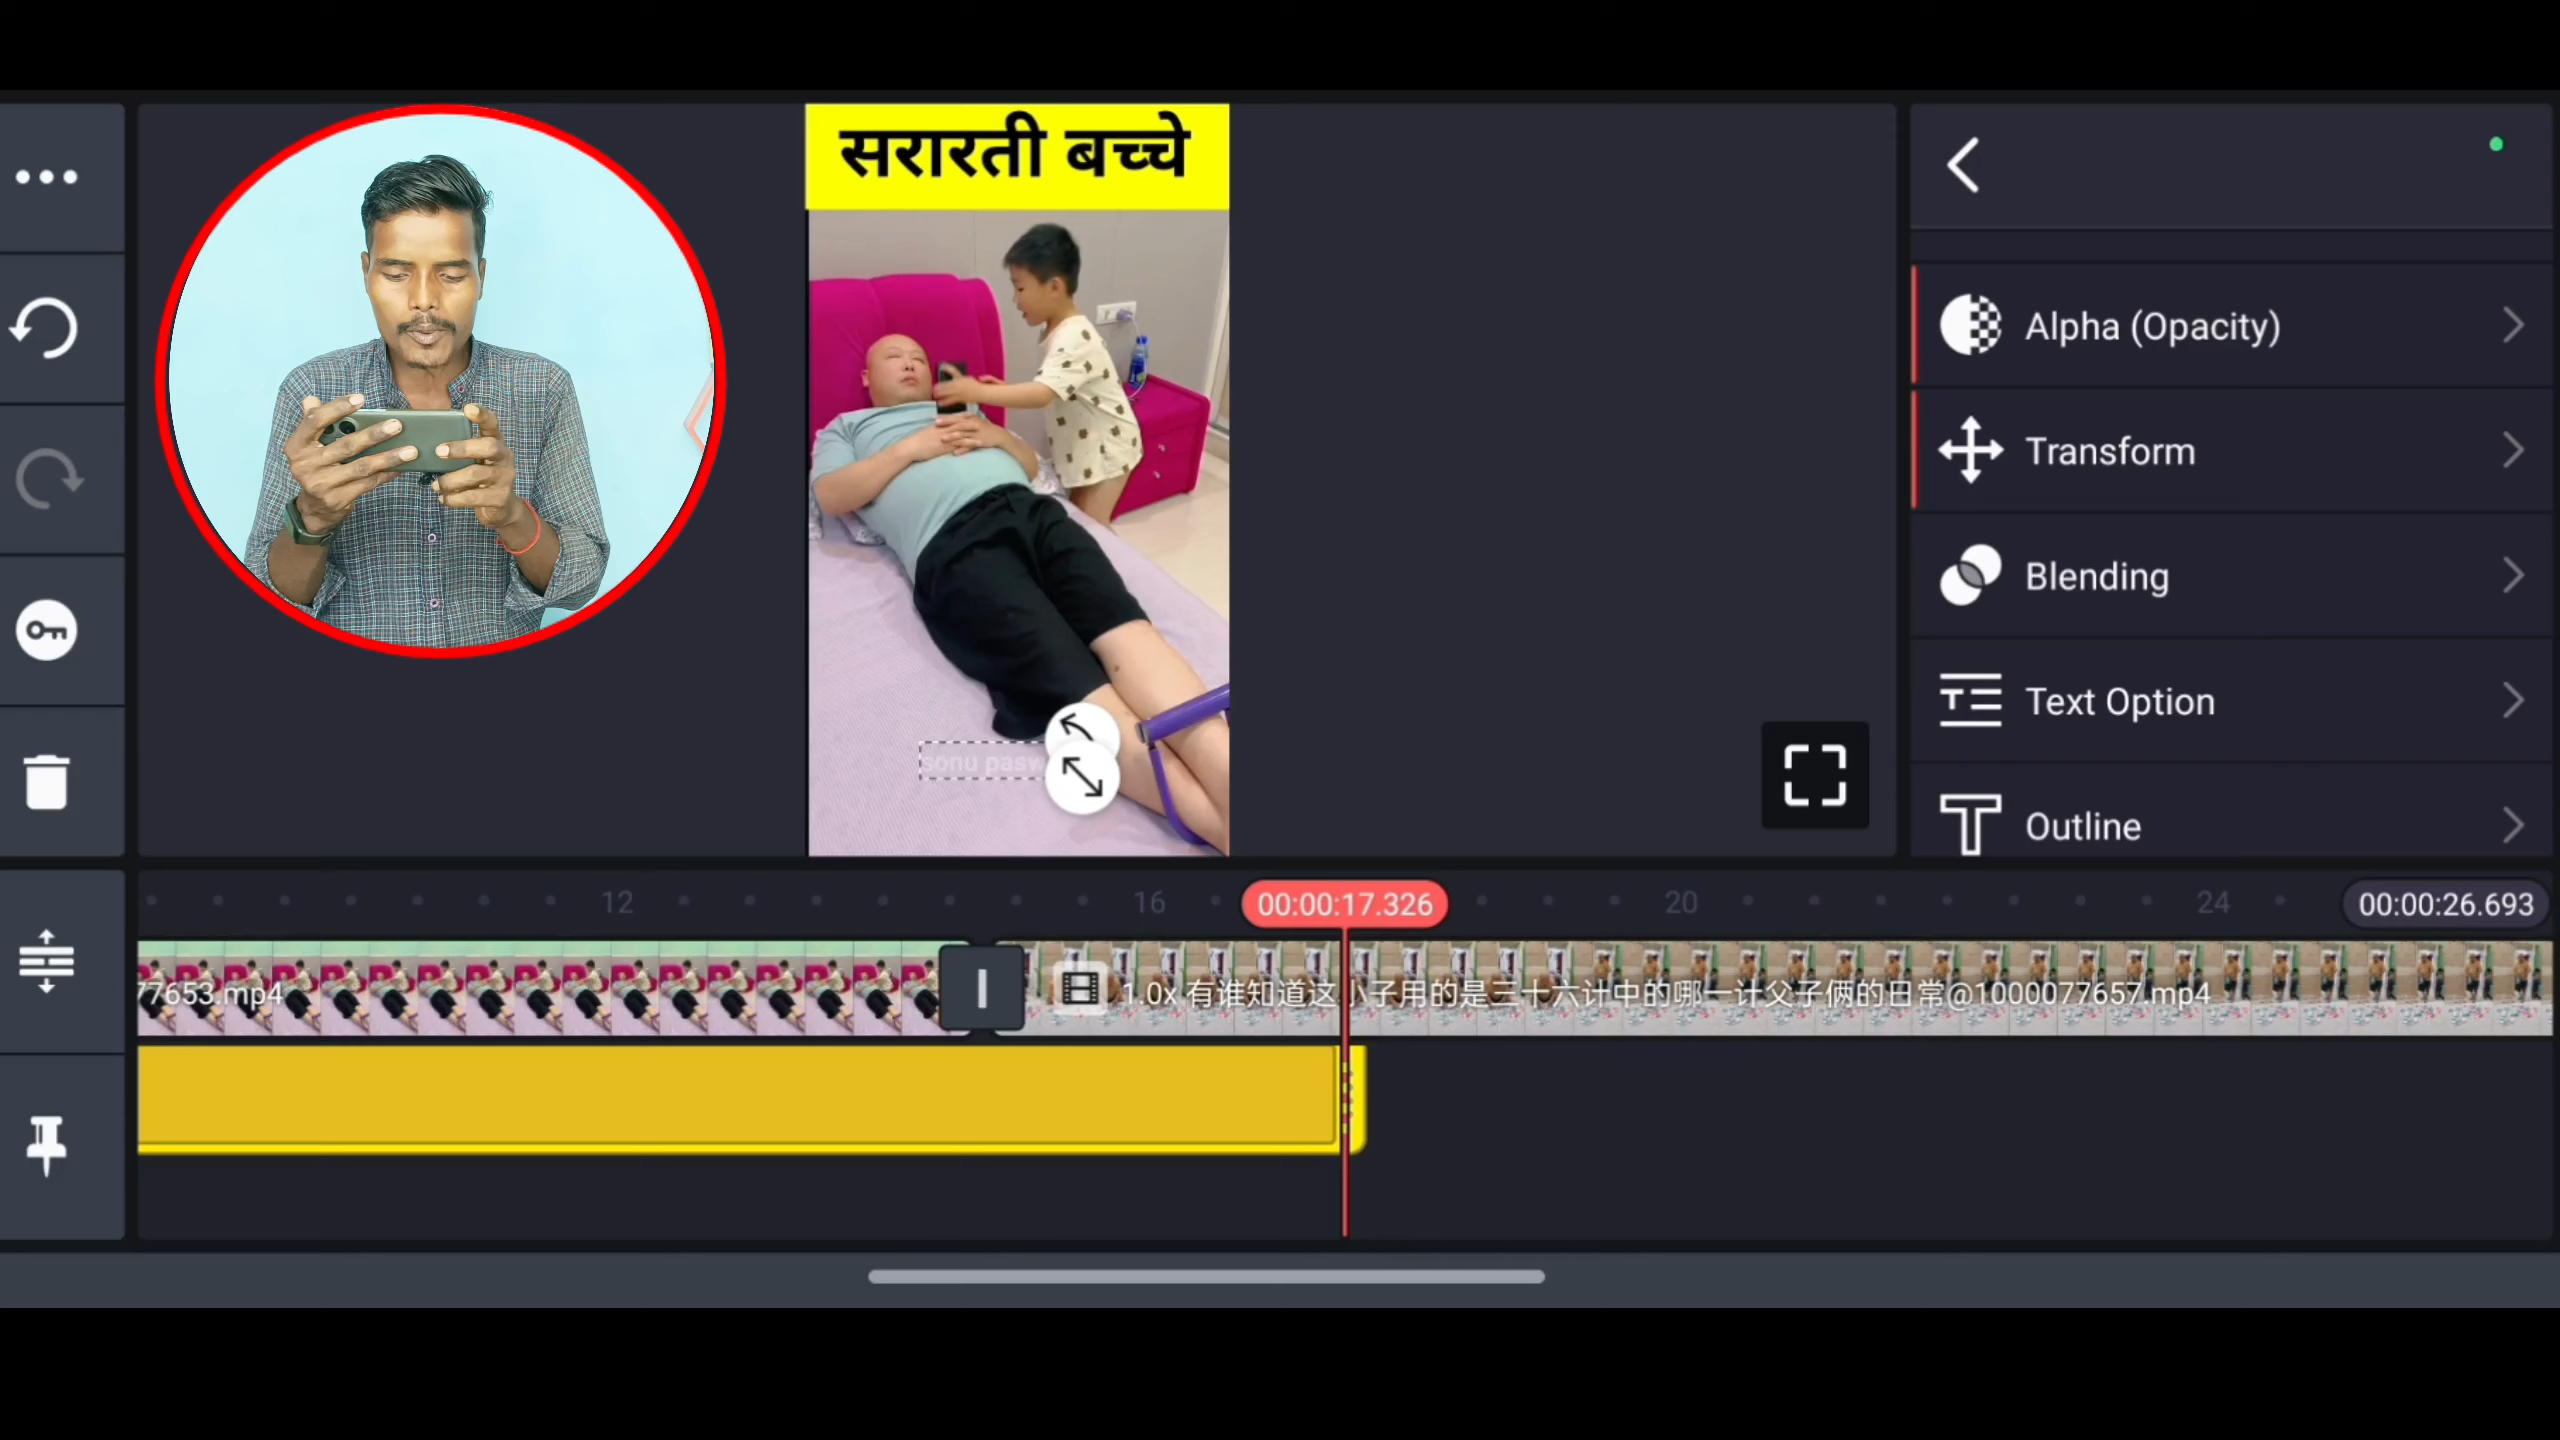 सरारती बच्चे
Alpha (Opacity)
Transform
Blending
Text Option
Outline
sonu pasw
12
16
00:00:17.326
20
24
00:00:26.693
77653.mp4
1.0x 有谁知道这小子用的是三十六计中的哪一计父子俩的日常@1000077657.mp4